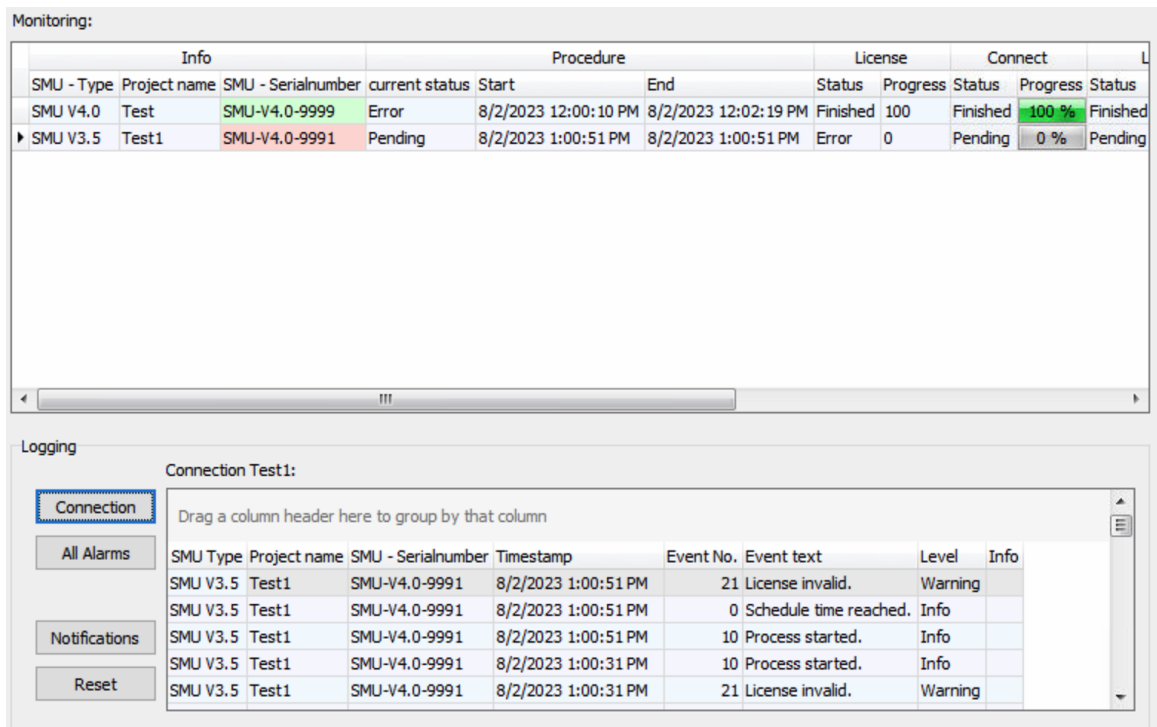 Monitoring:
Info Procedure License Connect L
SMU - Type Project name SMU - Serialnumber current status Start End Status Progress Status Progress Status
SMU V4.0 Test SMU-V4.0-9999 Error 8/2/2023 12:00:10 PM 8/2/2023 12:02:19 PM Finished 100 Finished 100 % Finished
SMU V3.5 Test1 SMU-V4.0-9991 Pending 8/2/2023 1:00:51 PM 8/2/2023 1:00:51 PM Error 0 Pending 0 % Pending
Logging
Connection Test1:
Connection
All Alarms
Notifications
Reset
Drag a column header here to group by that column
SMU Type Project name SMU - Serialnumber Timestamp Event No. Event text Level Info
SMU V3.5 Test1 SMU-V4.0-9991 8/2/2023 1:00:51 PM 21 License invalid. Warning
SMU V3.5 Test1 SMU-V4.0-9991 8/2/2023 1:00:51 PM 0 Schedule time reached. Info
SMU V3.5 Test1 SMU-V4.0-9991 8/2/2023 1:00:51 PM 10 Process started. Info
SMU V3.5 Test1 SMU-V4.0-9991 8/2/2023 1:00:31 PM 10 Process started. Info
SMU V3.5 Test1 SMU-V4.0-9991 8/2/2023 1:00:31 PM 21 License invalid. Warning